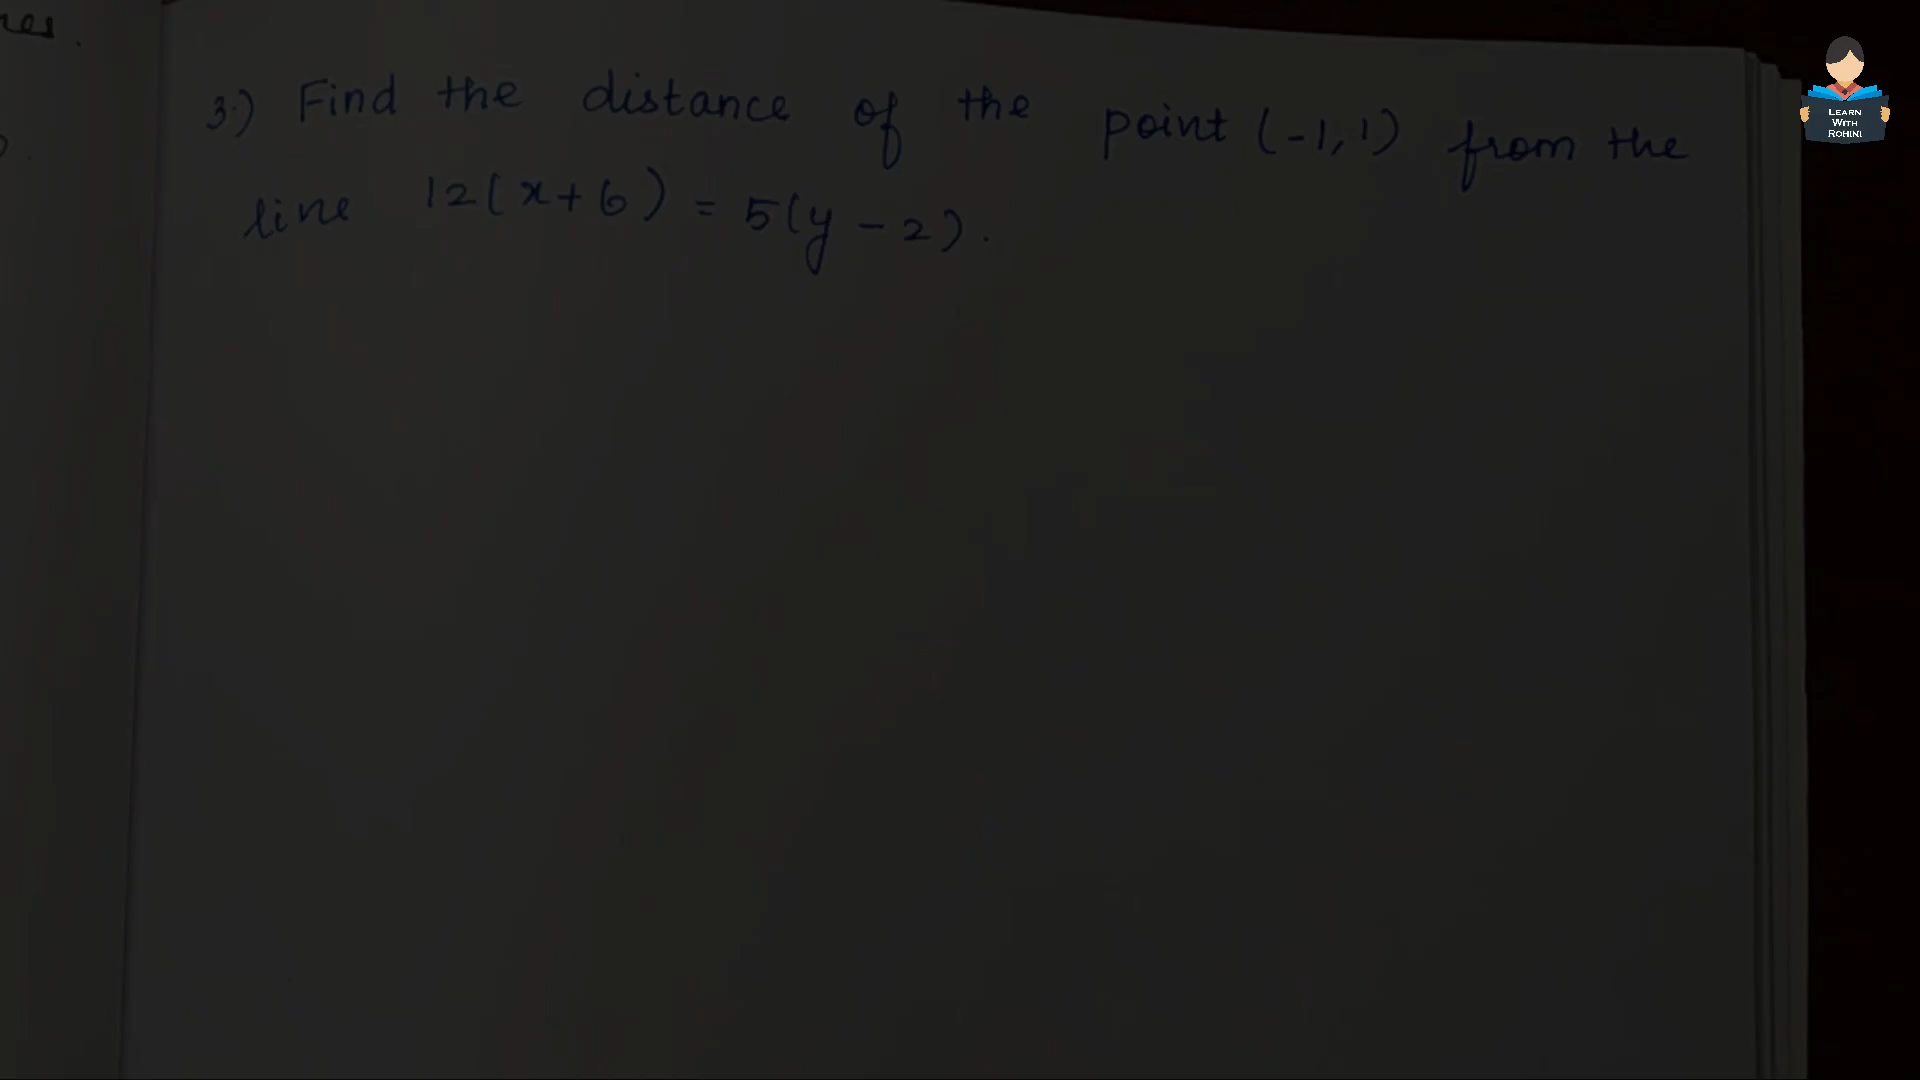 3.) Find the distance of the point (-1,1) from the
line 12(x+6) = 5(y-2).
LEARN
WITH
ROHINI